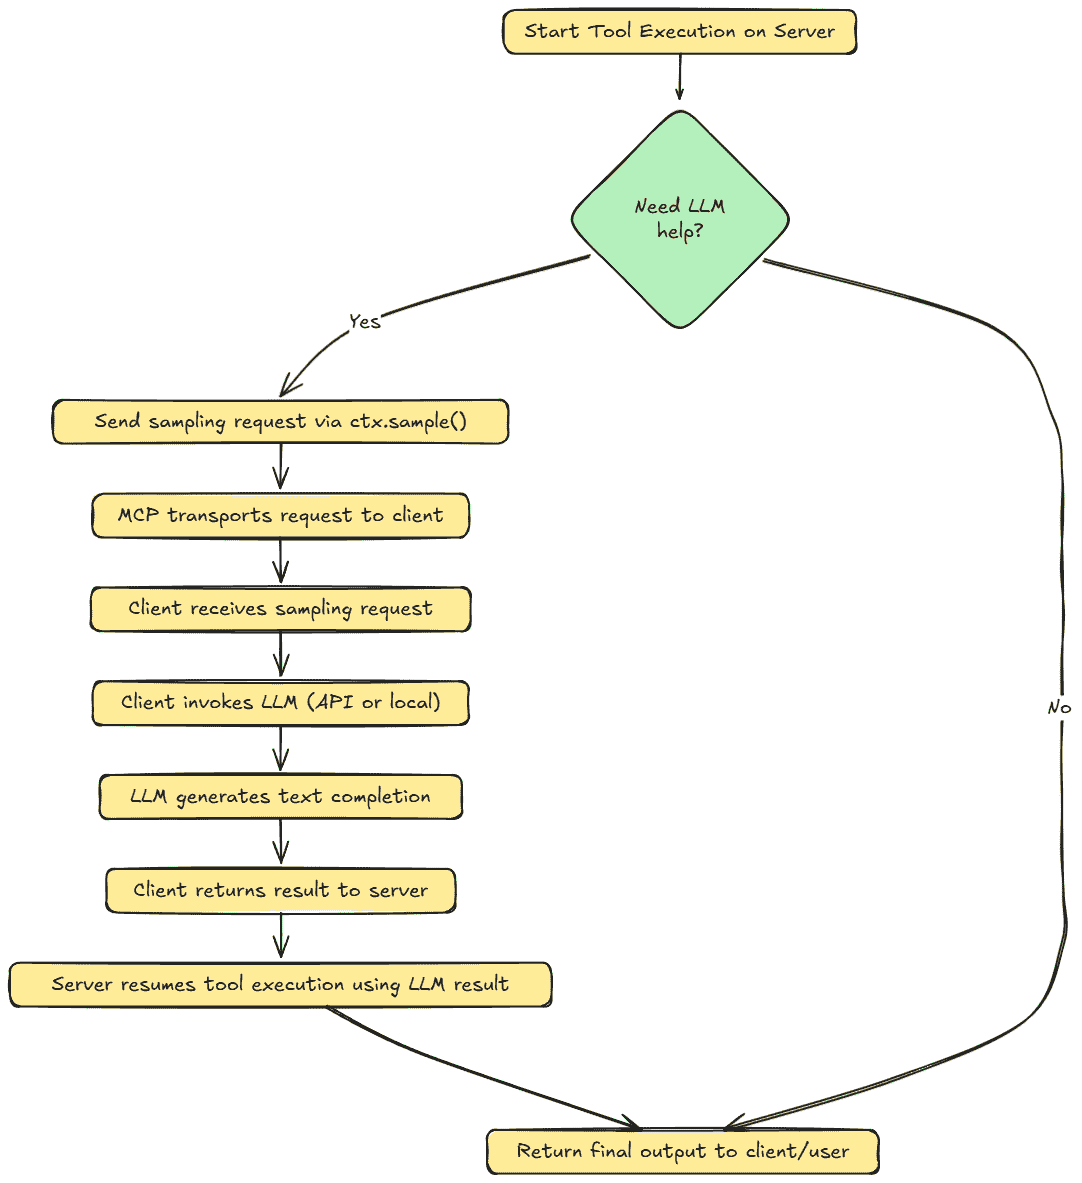 Start Tool Execution on Server
Need LLM
help?
Yes
Send sampling request via ctx.sample()
MCP transports request to client
Client receives sampling request
Client invokes LLM (API or local)
No
LLM generates text completion
Client returns result to server
Server resumes tool execution using LLM result
Return final output to client/user